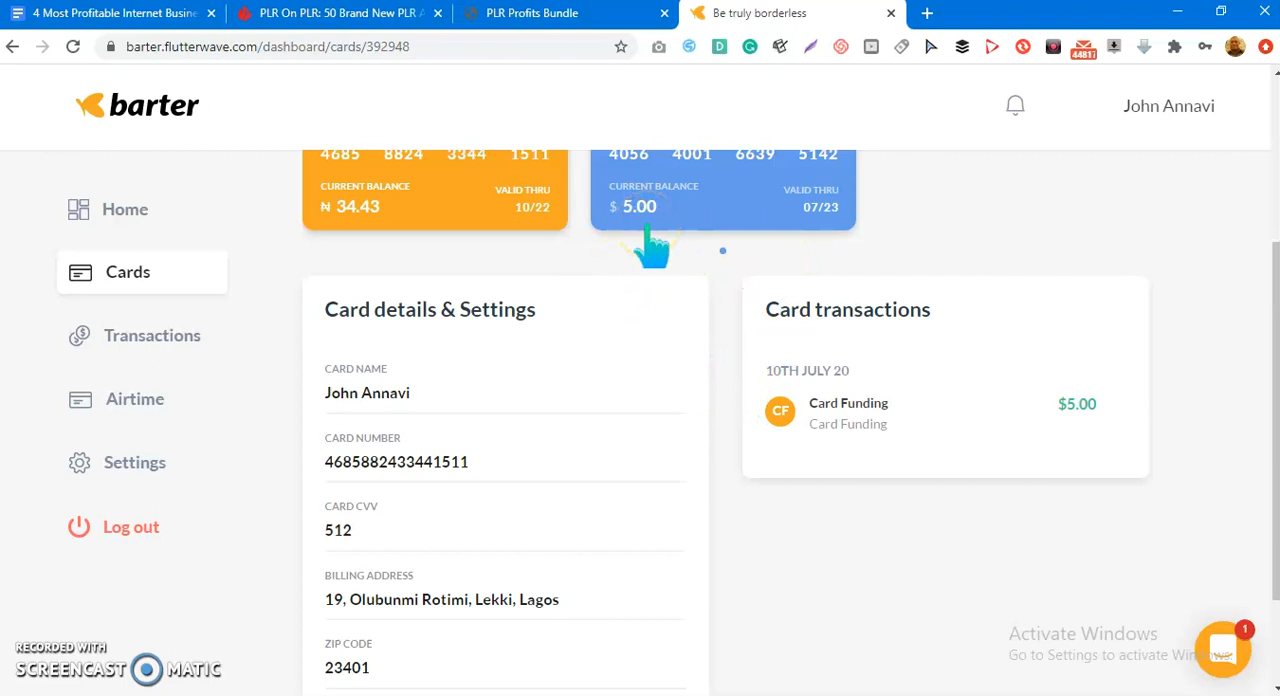 4 Most Profitable Internet Busine
PLR On PLR: 50 Brand New PLR A
PLR Profits Bundle
Be truly borderless
barter.flutterwave.com/dashboard/cards/392948
44817
barter
John Annavi
4685 8824 3344 1511
CURRENT BALANCE
VALID THRU
₦ 34.43
10/22
4056 4001 6639 5142
CURRENT BALANCE
VALID THRU
$ 5.00
07/23
Home
Cards
Transactions
Airtime
Settings
Log out
Card details & Settings
CARD NAME
John Annavi
CARD NUMBER
4685882433441511
CARD CVV
512
BILLING ADDRESS
19, Olubunmi Rotimi, Lekki, Lagos
ZIP CODE
23401
Card transactions
10TH JULY 20
CF
Card Funding
$5.00
Card Funding
Activate Windows
Go to Settings to activate Windows.
1
RECORDED WITH
SCREENCAST MATIC